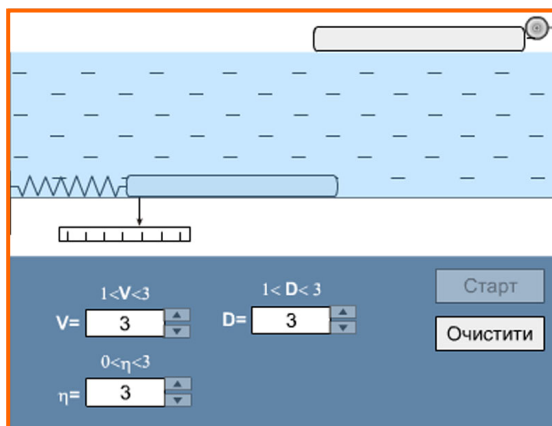 1<V<3
V= 3
1< D< 3
D= 3
Старт
0<η<3
η= 3
Очистити